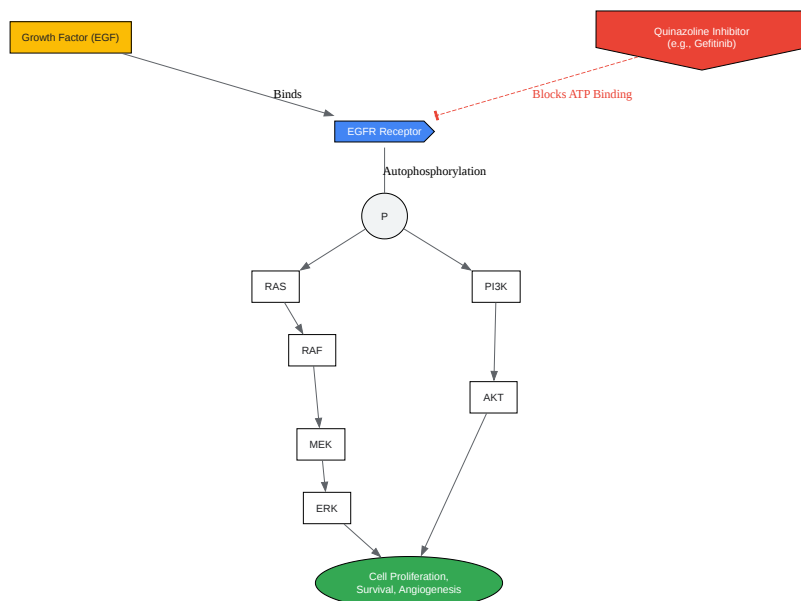 Growth Factor (EGF)
Quinazoline Inhibitor
(e.g., Gefitinib)
Binds
Blocks ATP Binding
EGFR Receptor
Autophosphorylation
P
RAS
PI3K
RAF
AKT
MEK
ERK
Cell Proliferation,
Survival, Angiogenesis